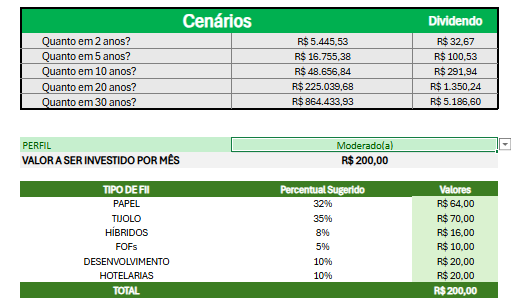 Cenários Dividendo
Quanto em 2 anos? R$ 5.445,53 R$ 32,67
Quanto em 5 anos? R$ 16.755,38 R$ 100,53
Quanto em 10 anos? R$ 48.656,84 R$ 291,94
Quanto em 20 anos? R$ 225.039,68 R$ 1.350,24
Quanto em 30 anos? R$ 864.433,93 R$ 5.186,60
PERFIL Moderado(a)
VALOR A SER INVESTIDO POR MÊS R$ 200,00
TIPO DE FII Percentual Sugerido Valores
PAPEL 32% R$ 64,00
TIJOLO 35% R$ 70,00
HÍBRIDOS 8% R$ 16,00
FOFs 5% R$ 10,00
DESENVOLVIMENTO 10% R$ 20,00
HOTELARIAS 10% R$ 20,00
TOTAL R$ 200,00